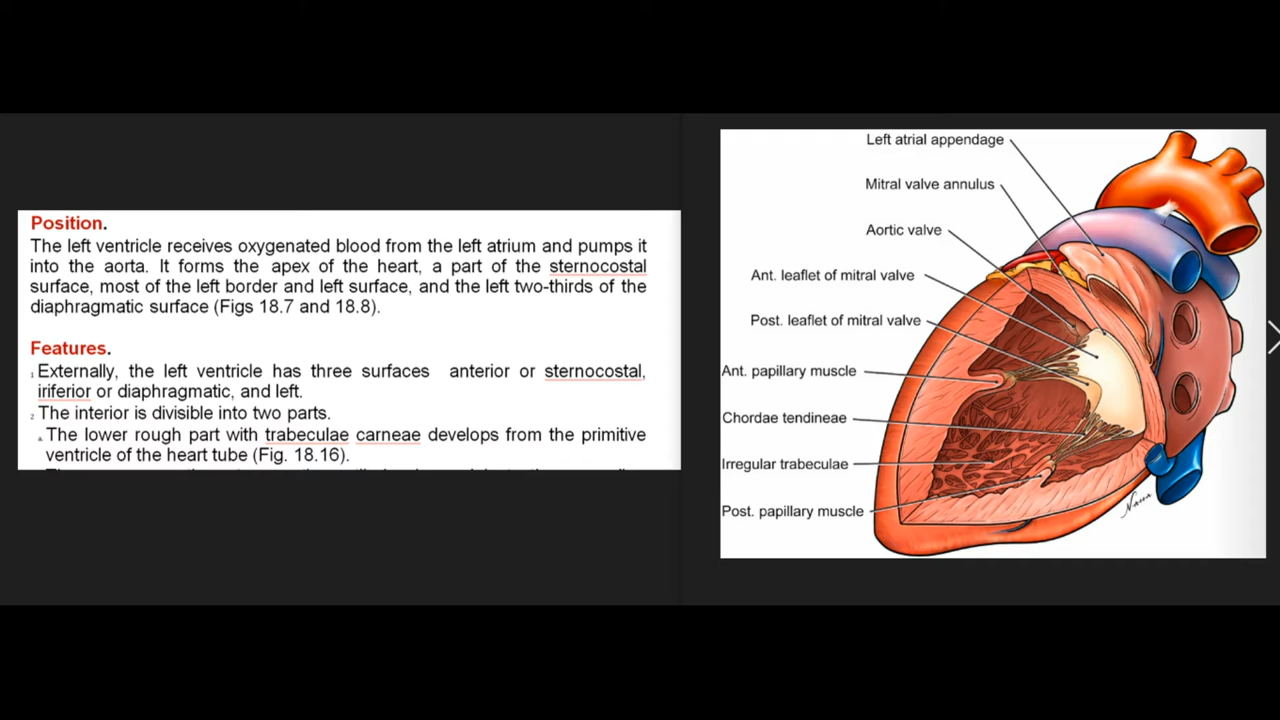 Position.
The left ventricle receives oxygenated blood from the left atrium and pumps it
into the aorta. It forms the apex of the heart, a part of the sternocostal
surface, most of the left border and left surface, and the left two-thirds of the
diaphragmatic surface (Figs 18.7 and 18.8).
Features.
1 Externally, the left ventricle has three surfaces anterior or sternocostal,
iriferior or diaphragmatic, and left.
2 The interior is divisible into two parts.
a. The lower rough part with trabeculae carneae develops from the primitive
ventricle of the heart tube (Fig. 18.16).
Left atrial appendage
Mitral valve annulus
Aortic valve
Ant. leaflet of mitral valve
Post. leaflet of mitral valve
Ant. papillary muscle
Chordae tendineae
Irregular trabeculae
Post. papillary muscle